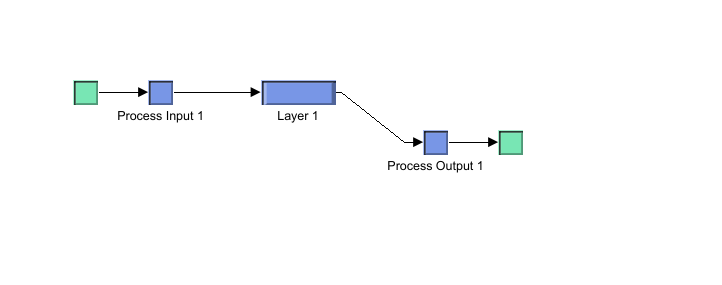 Process Input 1
Layer 1
Process Output 1